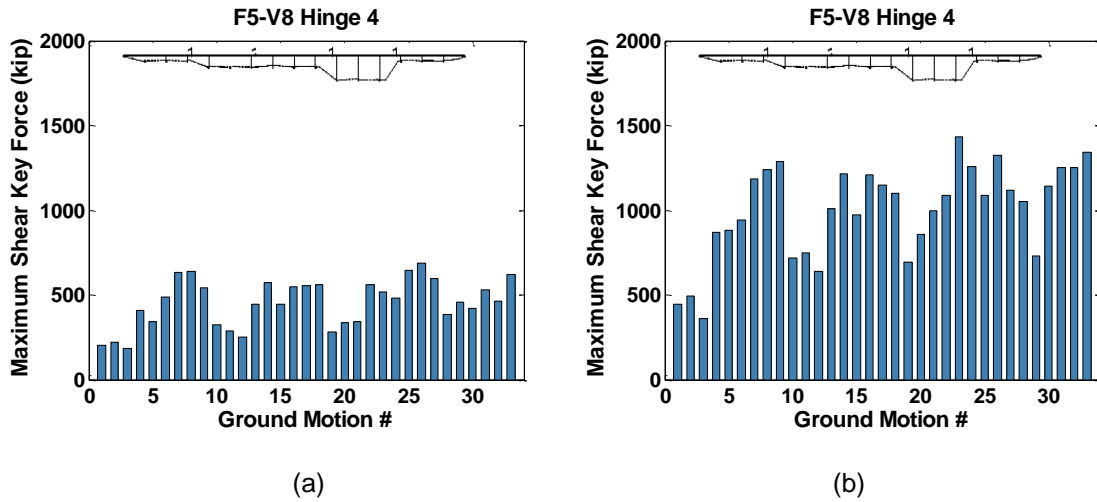 F5-V8 Hinge 4
2000
1500
1000
500
0
Maximum Shear Key Force (kip)
0 5 10 15 20 25 30
Ground Motion #
(a)
F5-V8 Hinge 4
2000
1500
1000
500
0
Maximum Shear Key Force (kip)
0 5 10 15 20 25 30
Ground Motion #
(b)